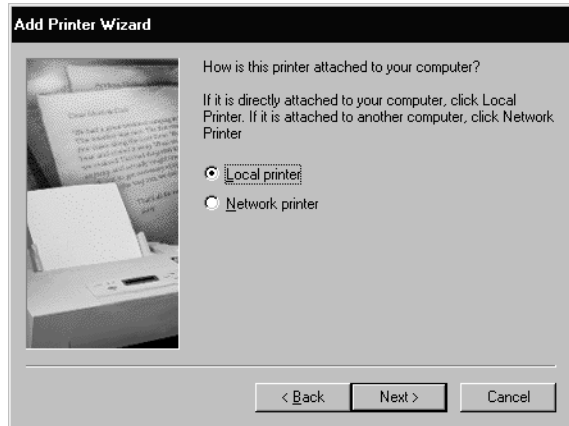 Add Printer Wizard
How is this printer attached to your computer?
If it is directly attached to your computer, click Local
Printer. If it is attached to another computer, click Network
Printer
Local printer
Network printer
< Back
Next >
Cancel